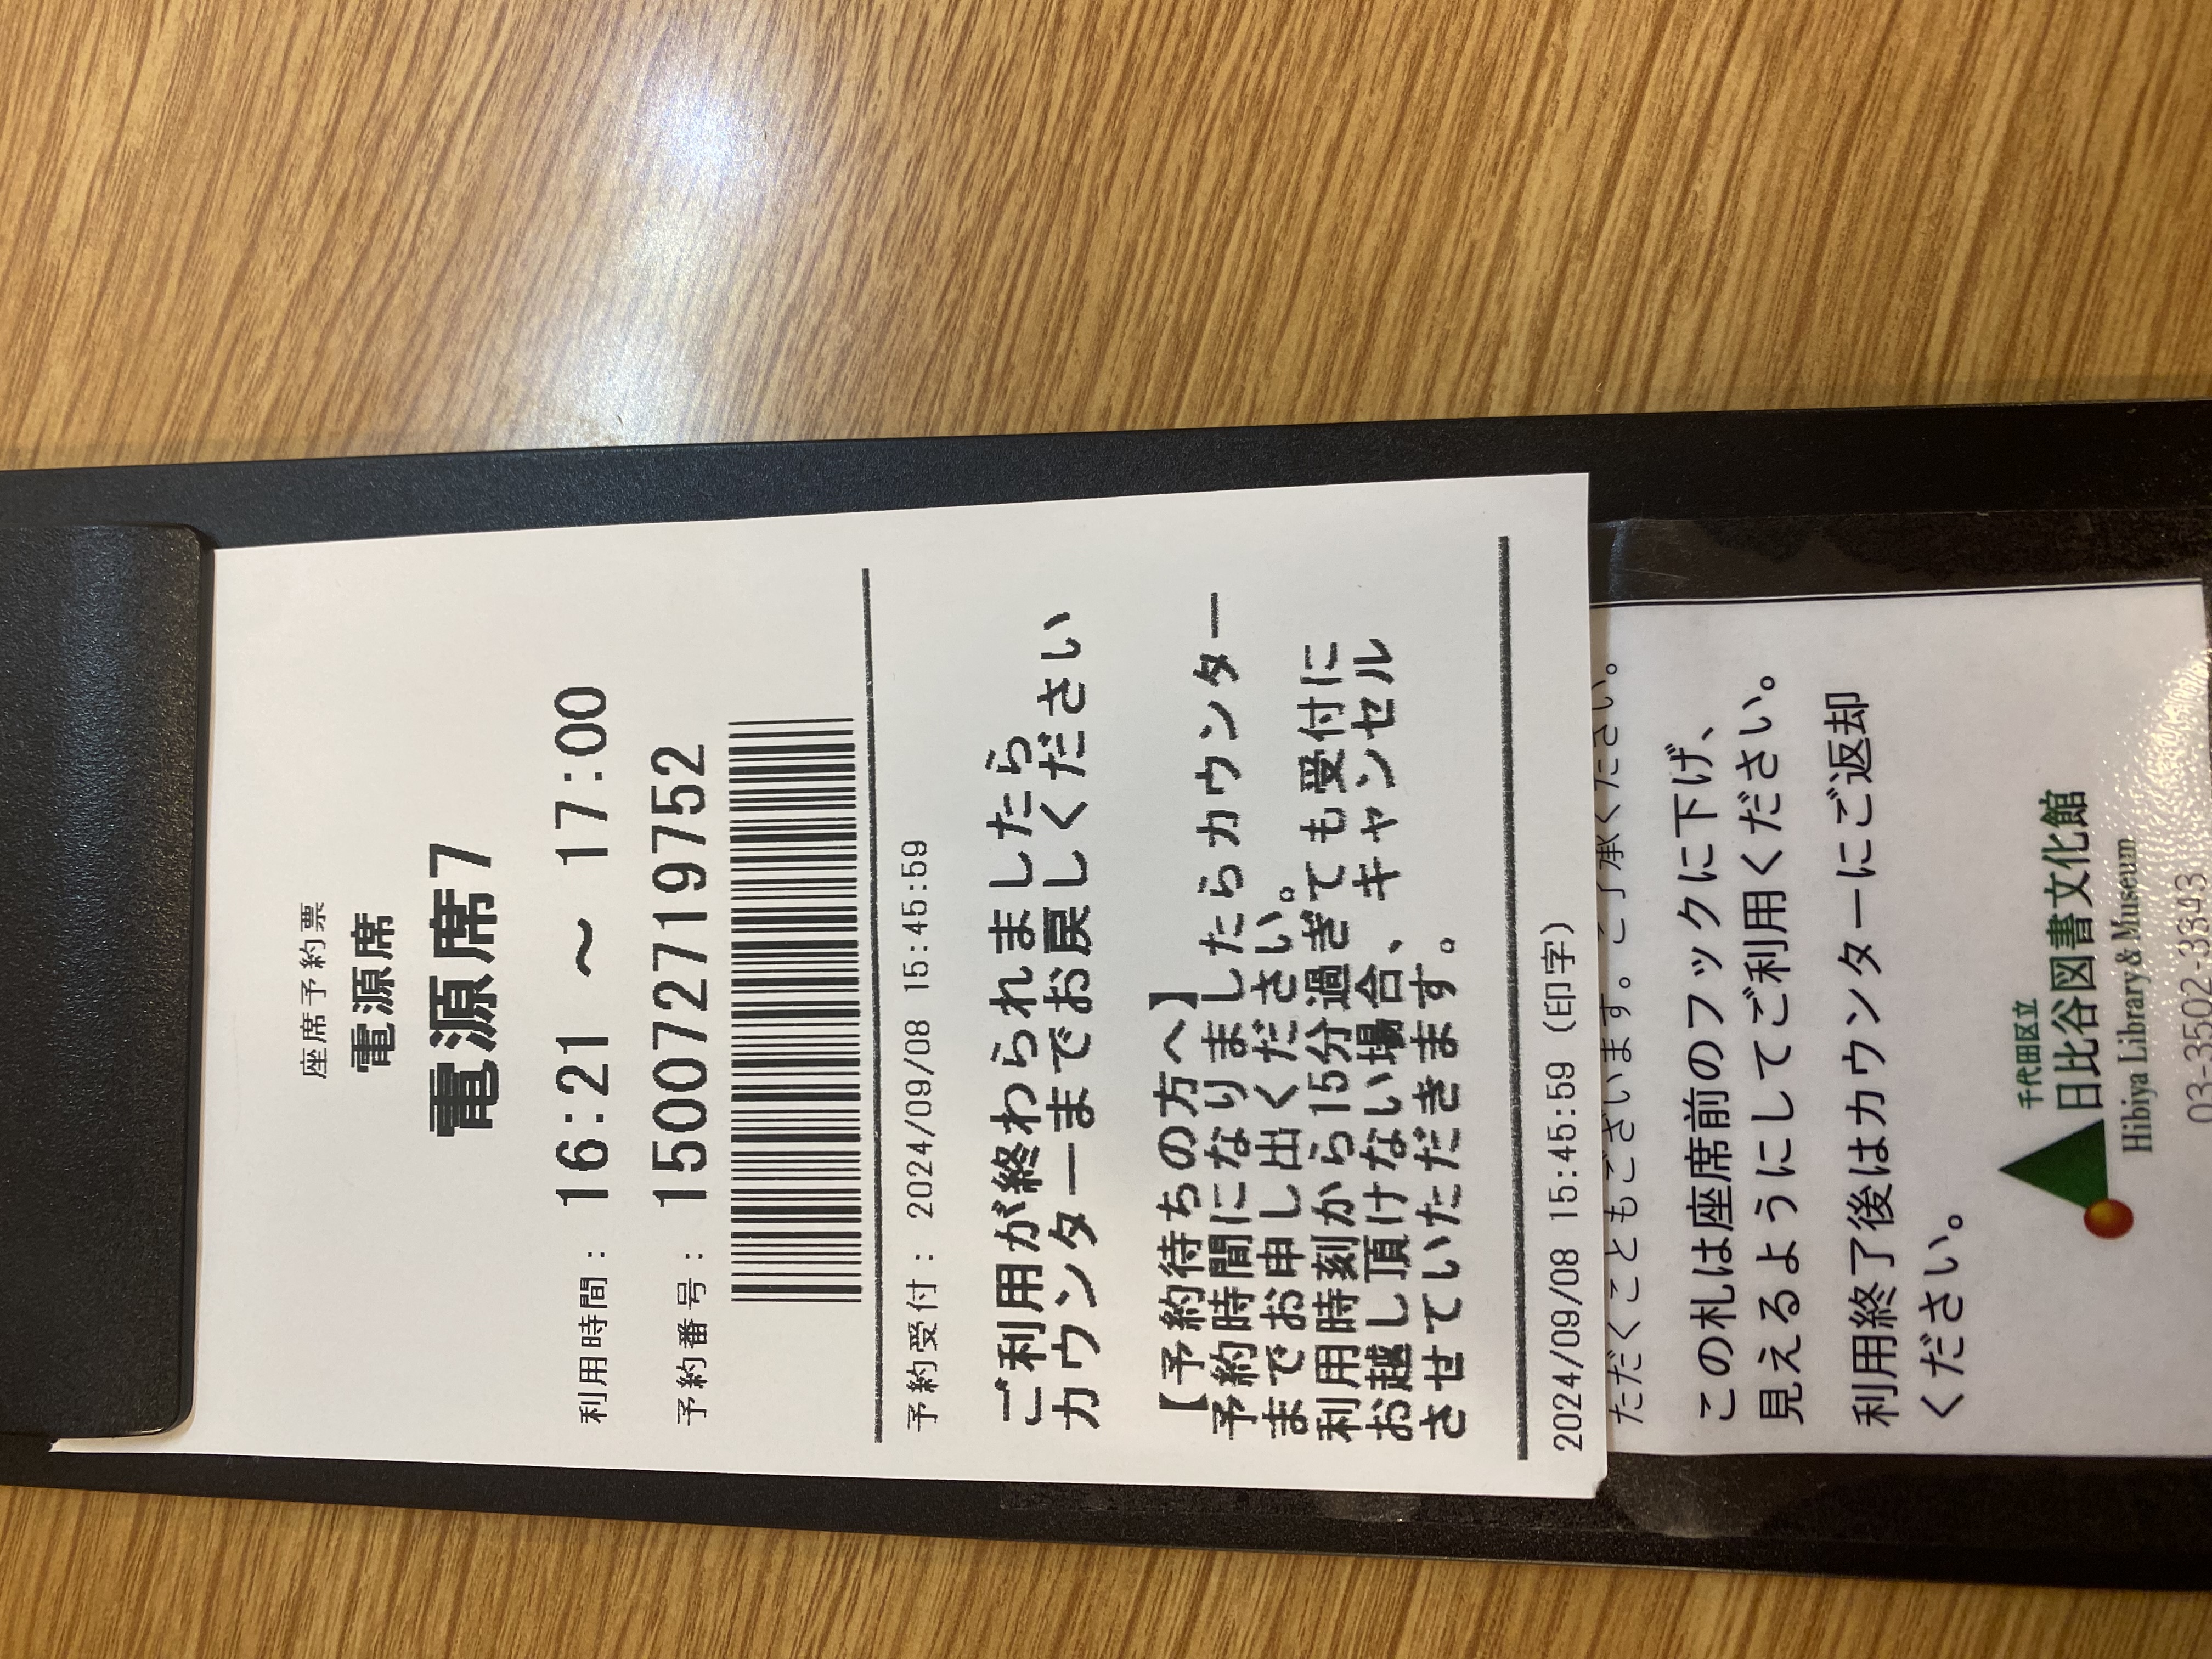 座席予約票
電源席
電源席7
利用時間: 16:21 ～ 17:00
予約番号: 150072719752
予約受付: 2024/09/08 15:45:59
ご利用が終わられましたら
カウンターまでお戻しください
【予約待ちの方へ】
予約時間になりましたらカウンター
までお申し出ください。
利用時刻から15分過ぎても受付に
お越し頂けない場合、キャンセル
させていただきます。
2024/09/08 15:45:59 (印字)
ただくこともございます。ご了承ください。
この札は座席前のフックに下げ、
見えるようにしてご利用ください。
利用終了後はカウンターにご返却
ください。
千代田区立
日比谷図書文化館
Hibiya Library & Museum
03-3502-3343